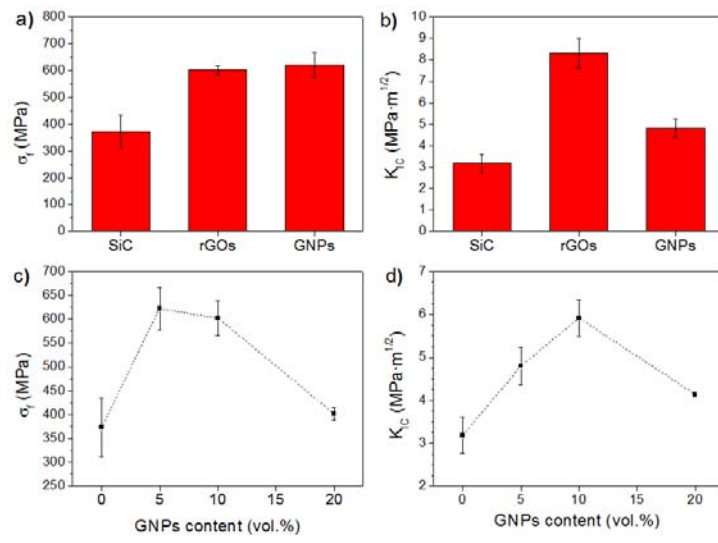 a)
800
700
600
500
400
300
200
100
0
σf (MPa)
SiC rGOs GNPs
b)
10
9
8
7
6
5
4
3
2
1
0
KIC (MPa·m1/2)
SiC rGOs GNPs
c)
700
650
600
550
500
450
400
350
300
250
σf (MPa)
0 5 10 15 20
GNPs content (vol.%)
d)
7
6
5
4
3
2
KIC (MPa·m1/2)
0 5 10 15 20
GNPs content (vol.%)